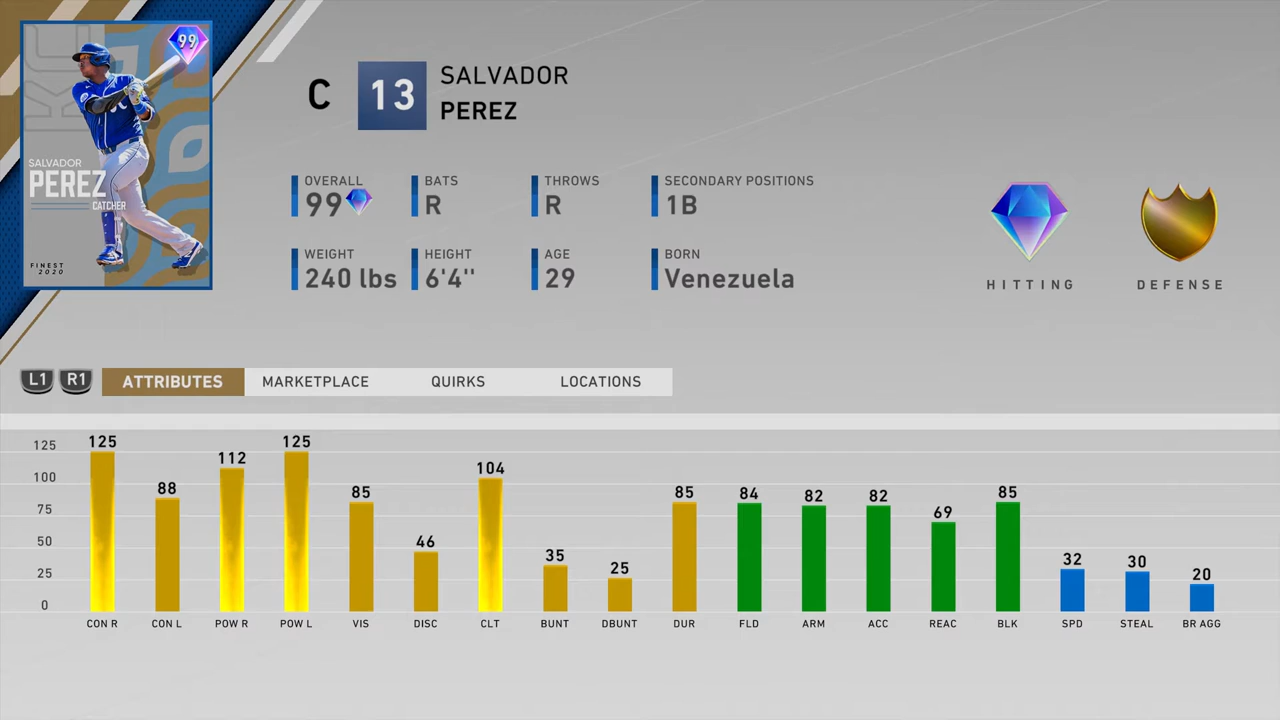 KC
99
SALVADOR
PEREZ
CATCHER
FINEST
2020
C 13 SALVADOR
PEREZ
OVERALL BATS THROWS SECONDARY POSITIONS
99 R R 1B
WEIGHT HEIGHT AGE BORN
240 lbs 6'4" 29 Venezuela
HITTING DEFENSE
L1 R1 ATTRIBUTES MARKETPLACE QUIRKS LOCATIONS
125
100
75
50
25
0
125 88 112 125 85 46 104 35 25 85 84 82 82 69 85 32 30 20
CON R CON L POW R POW L VIS DISC CLT BUNT DBUNT DUR FLD ARM ACC REAC BLK SPD STEAL BR AGG